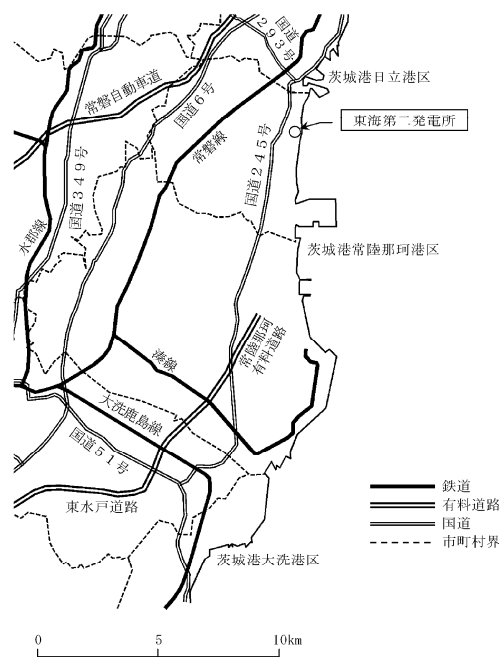 国道
293号
茨城港日立港区
常磐自動車道
国道6号
東海第二発電所
常磐線
国道245号
国道349号
水郡線
茨城港常陸那珂港区
湊線
常陸那珂
有料道路
大洗鹿島線
国道51号
東水戸道路
茨城港大洗港区
鉄道
有料道路
国道
市町村界
0
5
10km